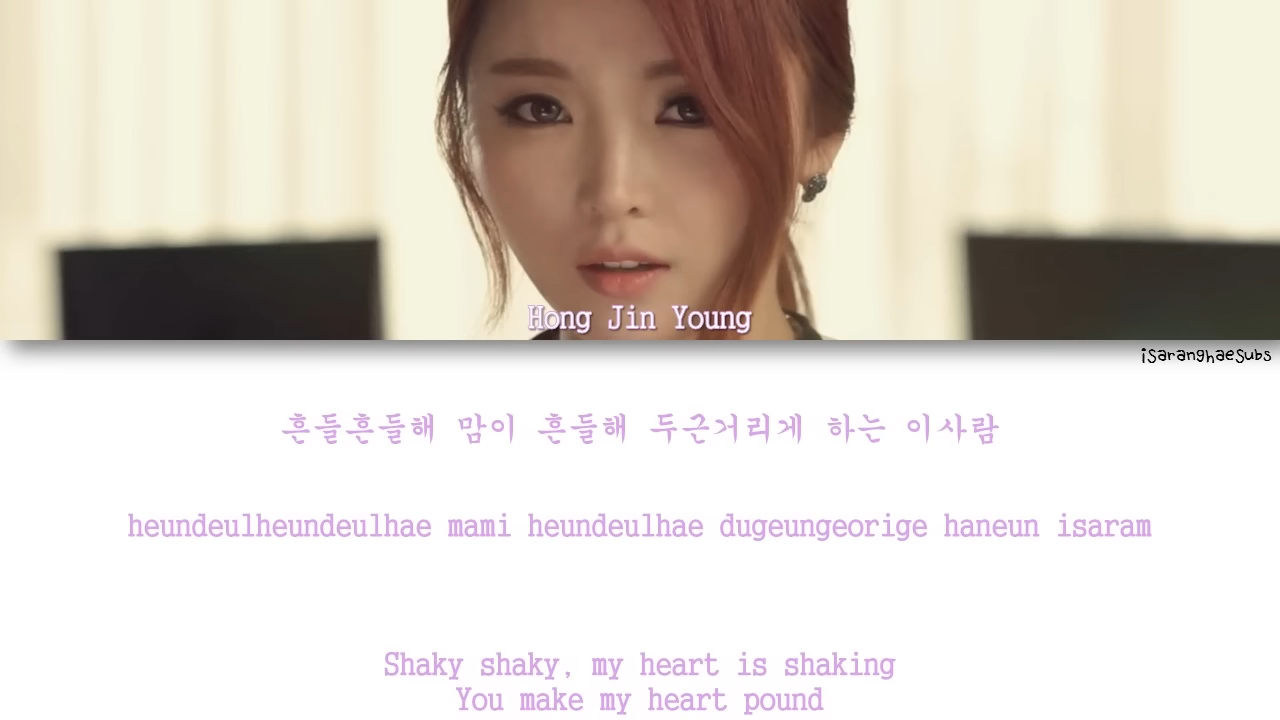 Hong Jin Young
isaranghaesubs
흔들흔들해 맘이 흔들해 두근거리게 하는 이사람
heundeulheundeulhae mami heundeulhae dugeungeorige haneun isaram
Shaky shaky, my heart is shaking
You make my heart pound